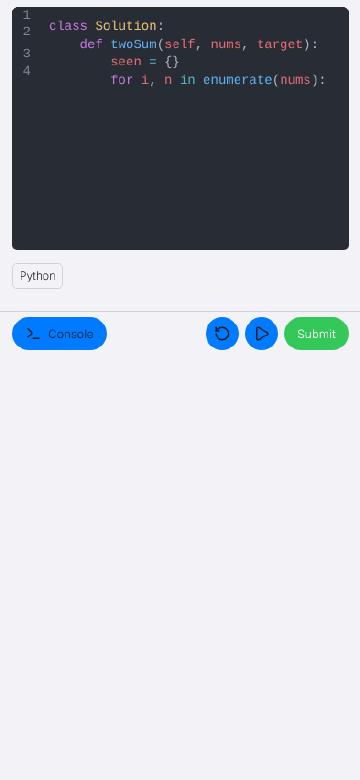 1 class Solution:
2     def twoSum(self, nums, target):
3         seen = {}
4         for i, n in enumerate(nums):
Python
Console Submit